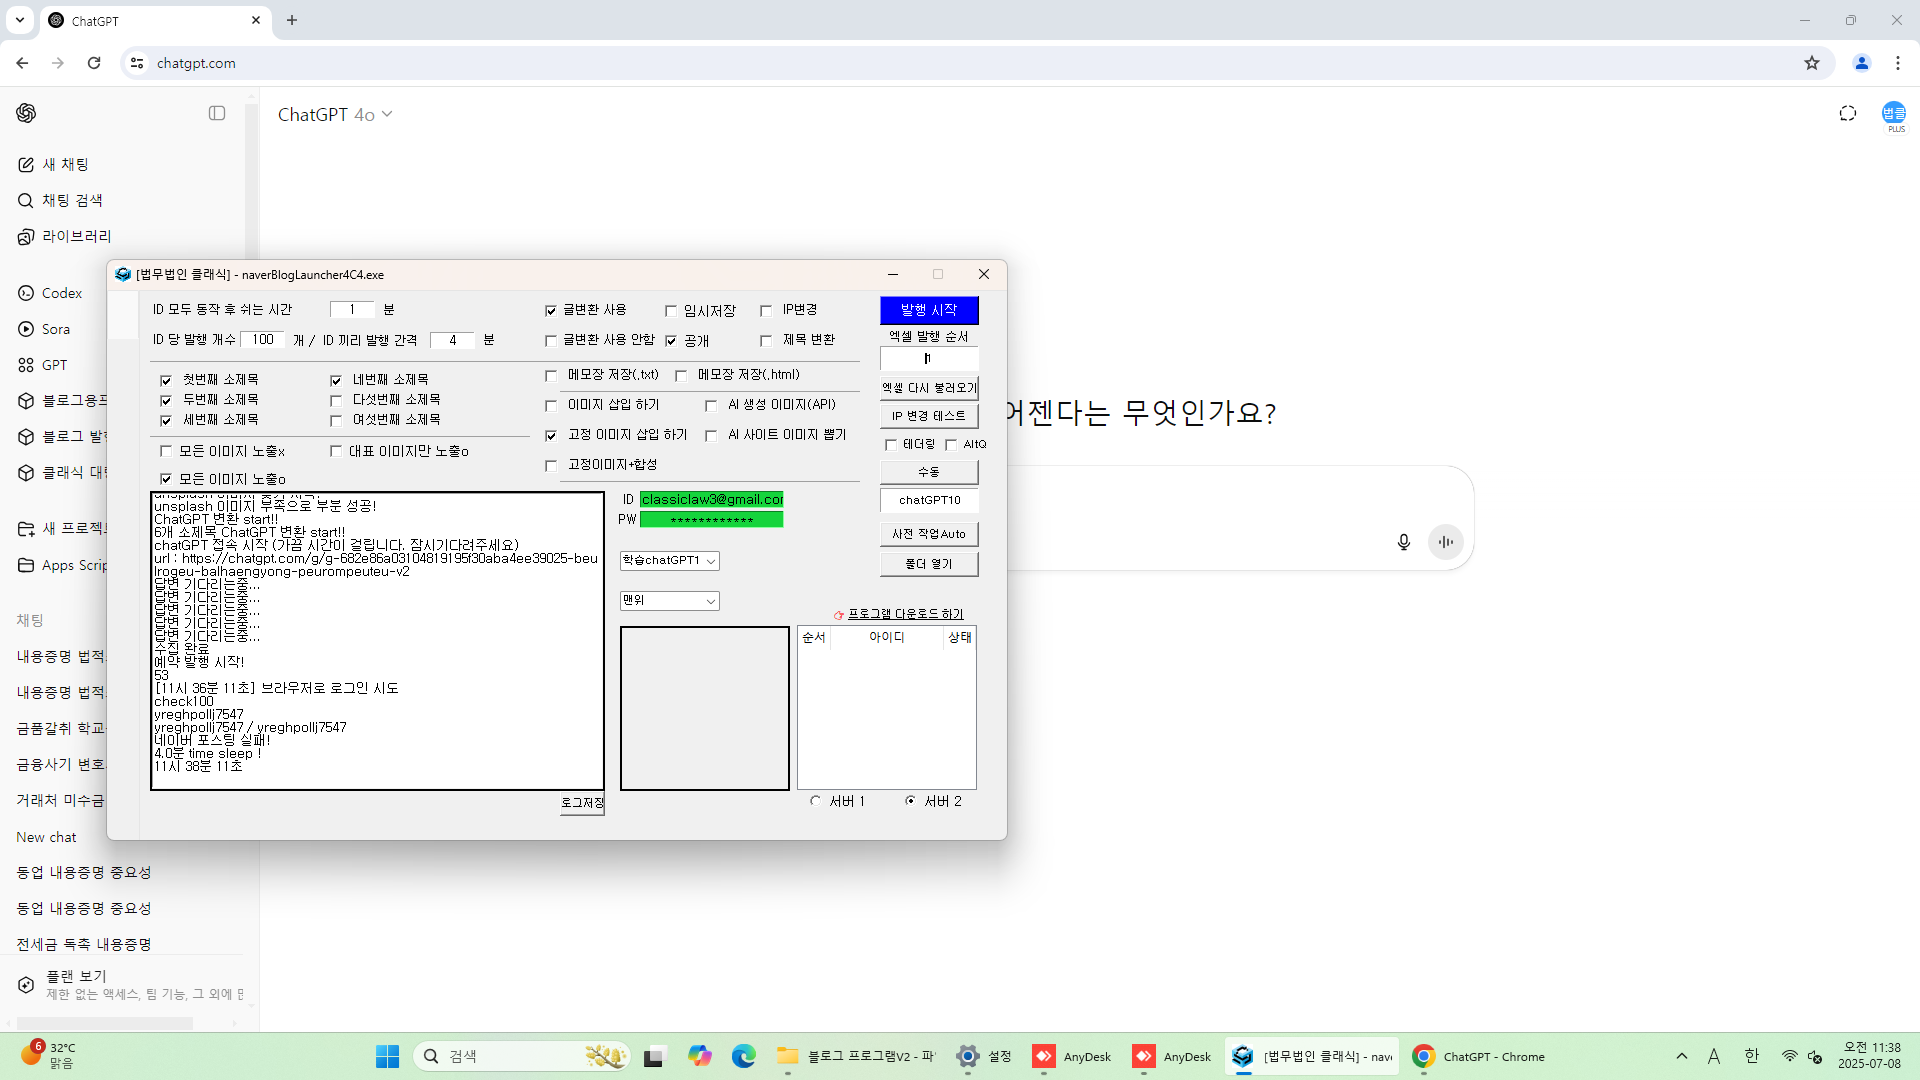 ChatGPT
chatgpt.com
ChatGPT 4o
법클
PLUS
새 채팅
채팅 검색
라이브러리
Codex
Sora
GPT
블로그용프
블로그 발행
클래식 대
새 프로젝트
Apps Scrip
채팅
내용증명 법적
내용증명 법적
금품갈취 학교
금융사기 변호
거래처 미수금
New chat
동업 내용증명 중요성
동업 내용증명 중요성
전세금 독촉 내용증명
플랜 보기
제한 없는 액세스, 팀 기능, 그 외에
어젠다는 무엇인가요?
[법무법인 클래식] - naverBlogLauncher4C4.exe
ID 모두 동작 후 쉬는 시간 1 분
ID 당 발행 개수 100 개 / ID 끼리 발행 간격 4 분
글변환 사용 임시저장 IP변경
글변환 사용 안함 공개 제목 변환
첫번째 소제목 네번째 소제목
두번째 소제목 다섯번째 소제목
세번째 소제목 여섯번째 소제목
모든 이미지 노출x 대표 이미지만 노출o
모든 이미지 노출o
메모장 저장(.txt) 메모장 저장(.html)
이미지 삽입 하기 AI 생성 이미지(API)
고정 이미지 삽입 하기 AI 사이트 이미지 뽑기
고정이미지+합성
발행 시작
엑셀 발행 순서
1
엑셀 다시 불러오기
IP 변경 테스트
테더링 AltQ
수동
chatGPT10
사전 작업Auto
폴더 열기
unsplash 이미지 찾기 시작!
unsplash 이미지 부족으로 부분 성공!
ChatGPT 변환 start!!
6개 소제목 ChatGPT 변환 start!!
chatGPT 접속 시작 (가끔 시간이 걸립니다. 잠시기다려주세요)
url : https://chatgpt.com/g/g-682e86a03104819195f30aba4ee39025-beu
lrogeu-balhaengyong-peurompeuteu-v2
답변 기다리는중...
답변 기다리는중...
답변 기다리는중...
답변 기다리는중...
답변 기다리는중...
수집 완료
예약 발행 시작!
53
[11시 36분 11초] 브라우저로 로그인 시도
check100
yreghpollj7547
yreghpollj7547 / yreghpollj7547
네이버 포스팅 실패!
4.0분 time sleep !
11시 38분 11초
로그저장
ID classiclaw3@gmail.com
PW ************
학습chatGPT1
맨위
프로그램 다운로드 하기
순서 아이디 상태
서버 1 서버 2
6
32°C
맑음
검색
블로그 프로그램V2 - 파
설정
AnyDesk
AnyDesk
[법무법인 클래식] - nave
ChatGPT - Chrome
A
한
오전 11:38
2025-07-08